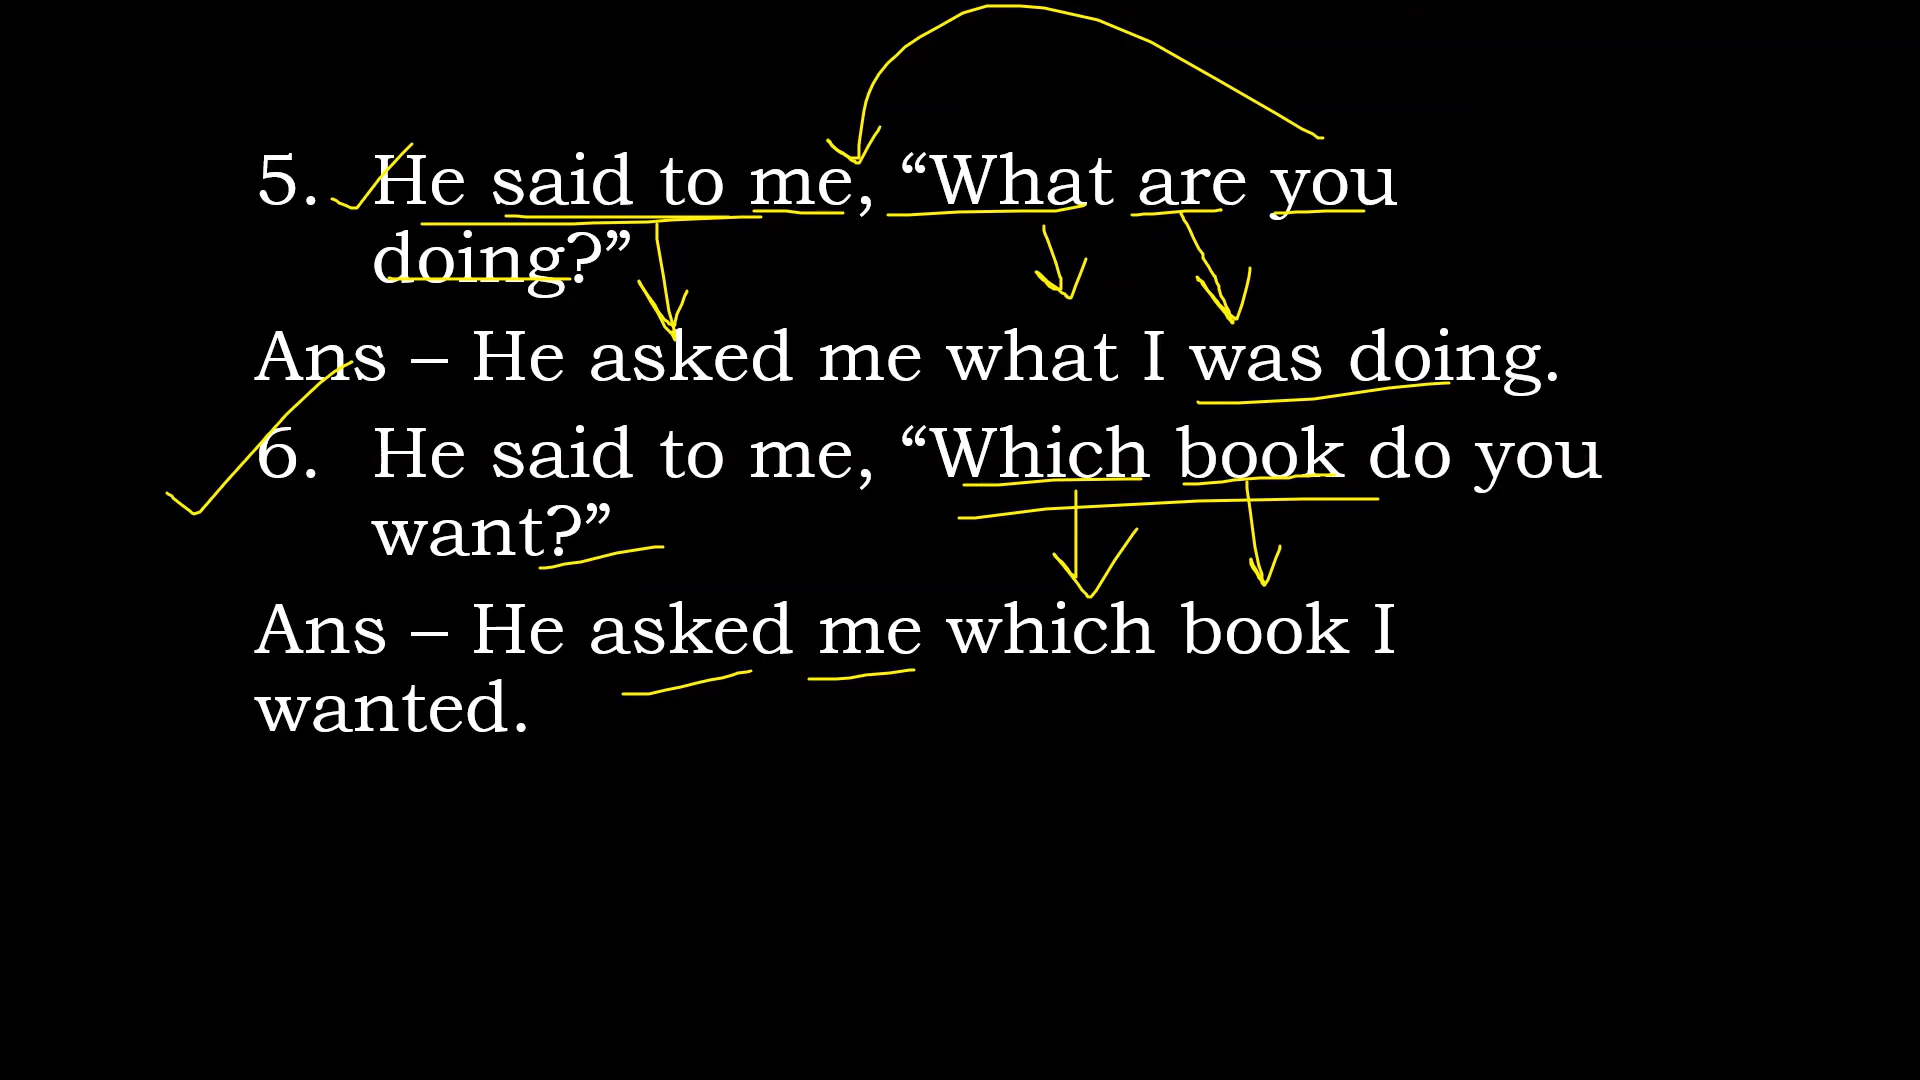 5. He said to me, “What are you
doing?”
Ans – He asked me what I was doing.
6. He said to me, “Which book do you
want?”
Ans – He asked me which book I
wanted.